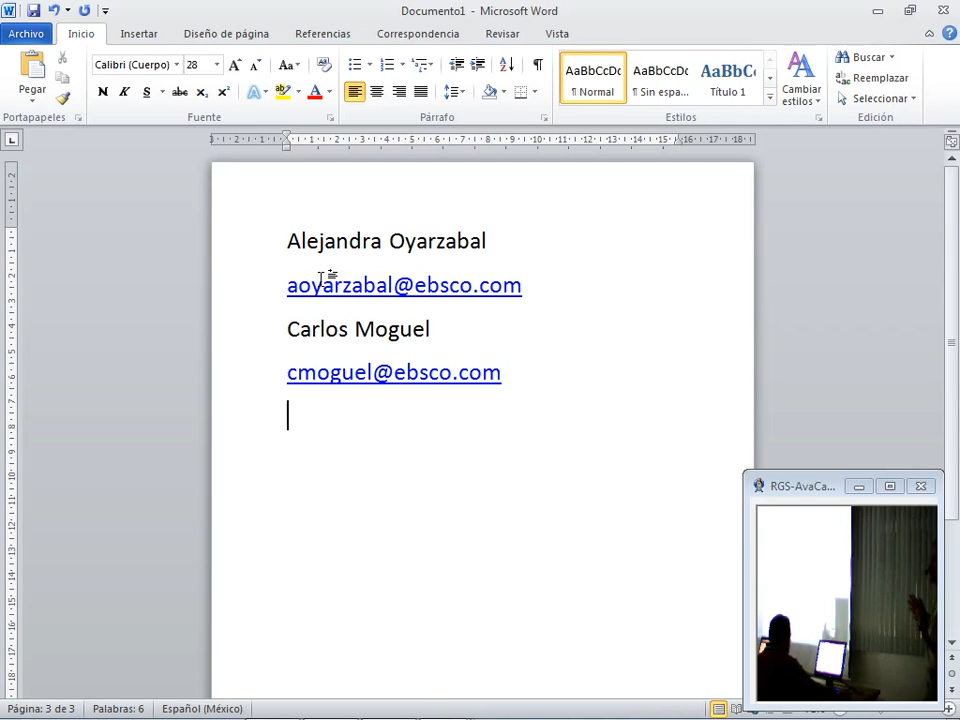 Documento1 - Microsoft Word
Archivo Inicio Insertar Diseño de página Referencias Correspondencia Revisar Vista
Calibri (Cuerpo) 28
Pegar
N K S abc
AaBbCcDc AaBbCcDc AaBbC
¶ Normal ¶ Sin espa... Título 1
Cambiar estilos
Buscar
Reemplazar
Seleccionar
Portapapeles Fuente Párrafo Estilos Edición
Alejandra Oyarzabal
aoyarzabal@ebsco.com
Carlos Moguel
cmoguel@ebsco.com
RGS-AvaCa...
Página: 3 de 3 Palabras: 6 Español (México)